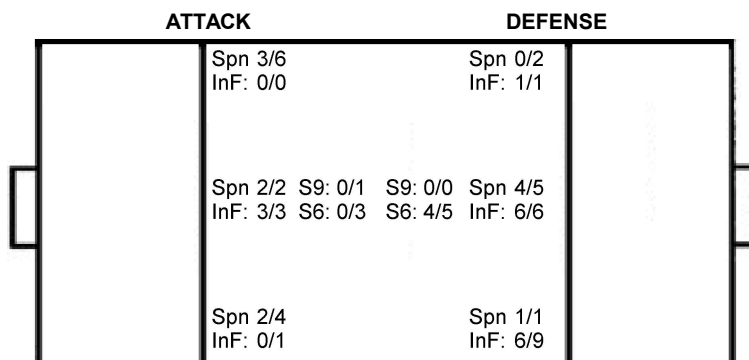 ATTACK DEFENSE
Spn 3/6 Spn 0/2
InF: 0/0 InF: 1/1
Spn 2/2 S9: 0/1 S9: 0/0 Spn 4/5
InF: 3/3 S6: 0/3 S6: 4/5 InF: 6/6
Spn 2/4 Spn 1/1
InF: 0/1 InF: 6/9